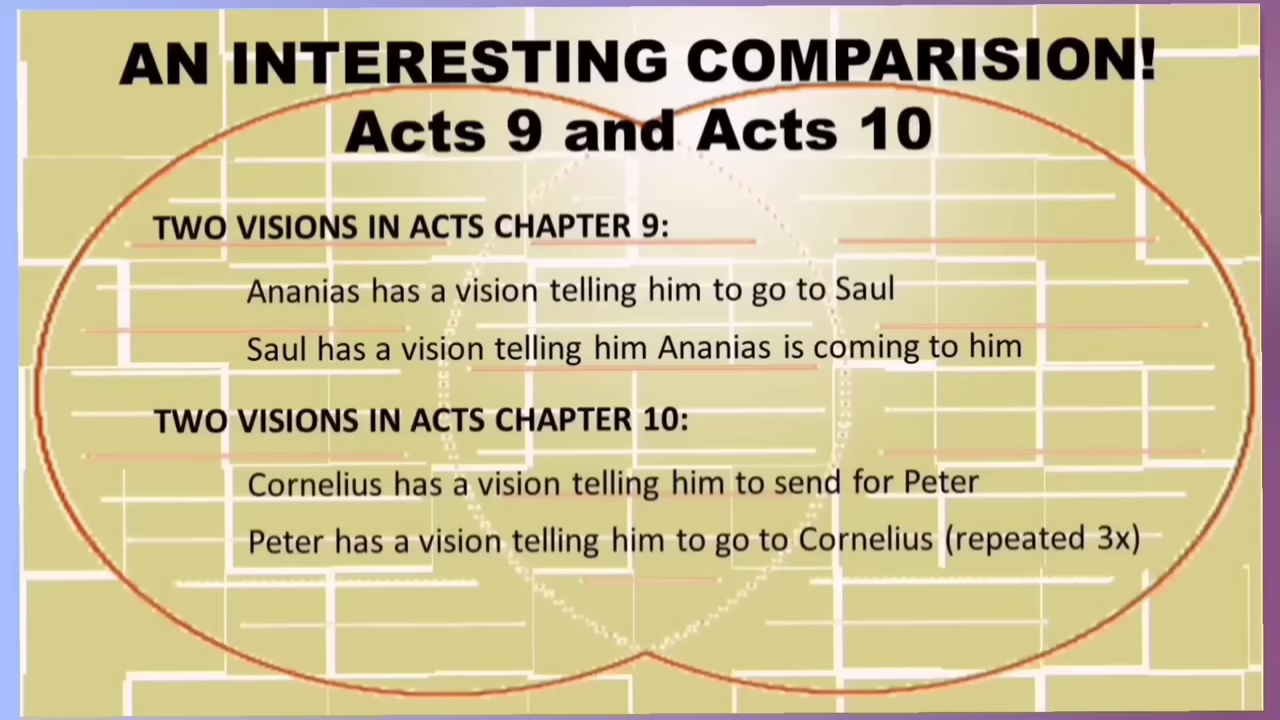 AN INTERESTING COMPARISION!
Acts 9 and Acts 10
TWO VISIONS IN ACTS CHAPTER 9:
Ananias has a vision telling him to go to Saul
Saul has a vision telling him Ananias is coming to him
TWO VISIONS IN ACTS CHAPTER 10:
Cornelius has a vision telling him to send for Peter
Peter has a vision telling him to go to Cornelius (repeated 3x)